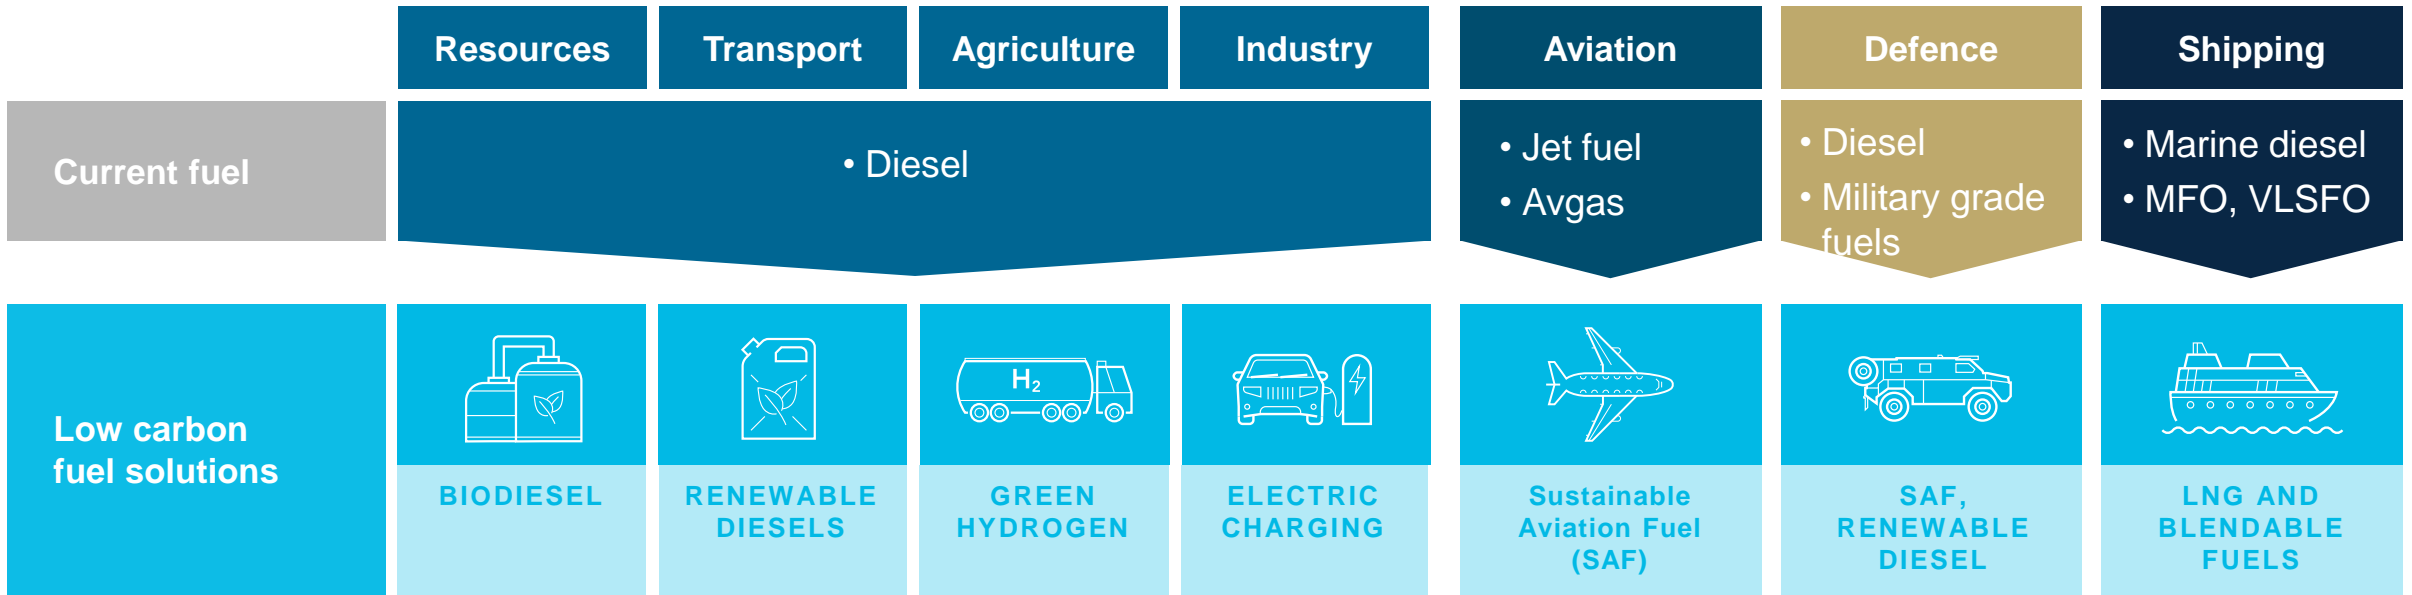 Resources
Transport
Agriculture
Industry
Aviation
Defence
Shipping
Current fuel
• Diesel
• Jet fuel
• Avgas
• Diesel
• Military grade
fuels
• Marine diesel
• MFO, VLSFO
Low carbon
fuel solutions
H₂
BIODIESEL
RENEWABLE
DIESELS
GREEN
HYDROGEN
ELECTRIC
CHARGING
Sustainable
Aviation Fuel
(SAF)
SAF,
RENEWABLE
DIESEL
LNG AND
BLENDABLE
FUELS